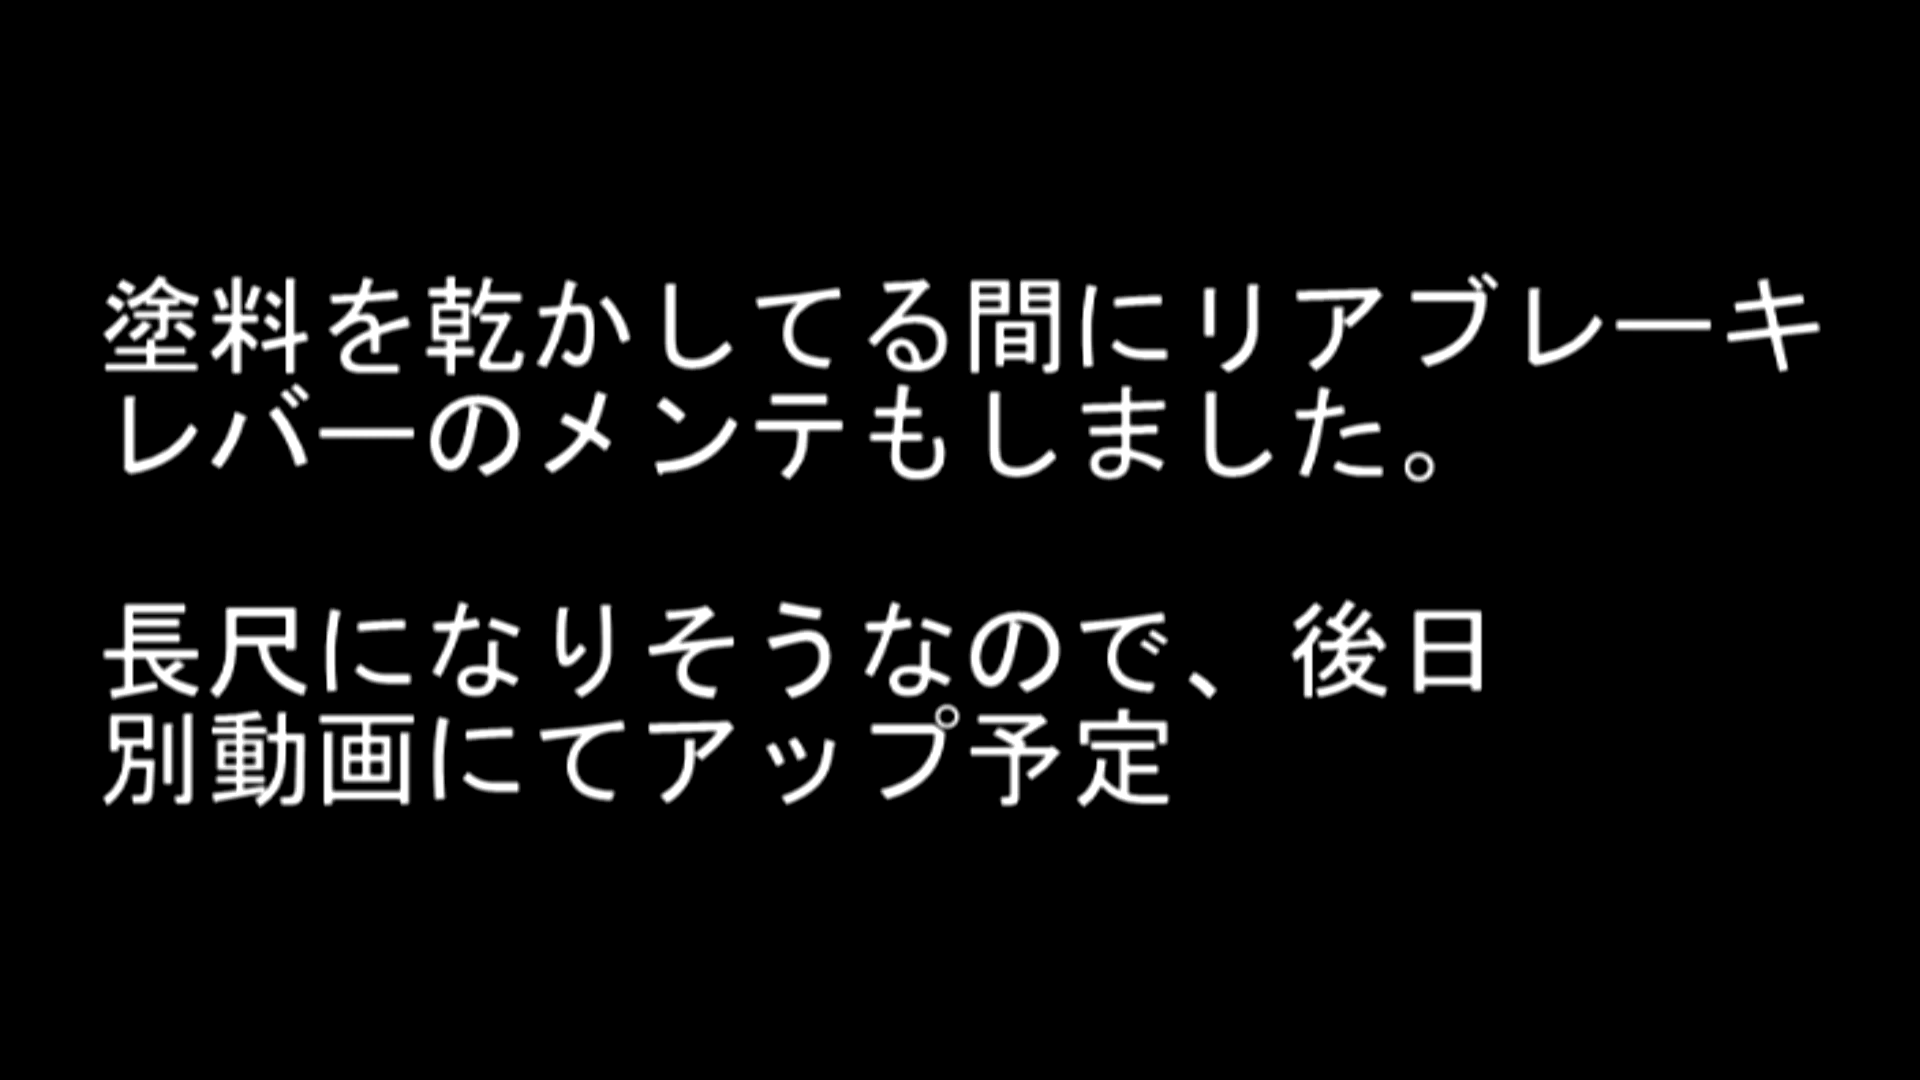 塗料を乾かしてる間にリアブレーキ
レバーのメンテもしました。
長尺になりそうなので、後日
別動画にてアップ予定